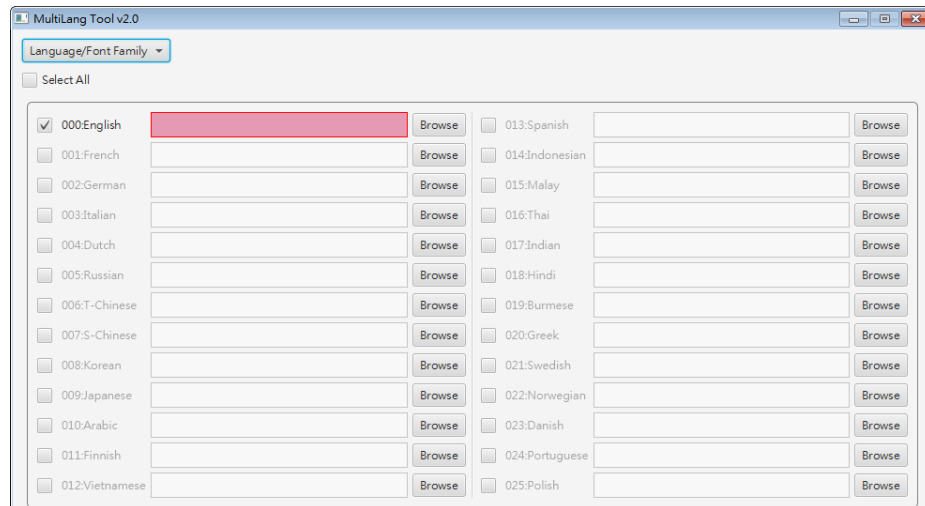 MultiLang Tool v2.0
Language/Font Family
Select All
000:English Browse 013:Spanish Browse
001:French Browse 014:Indonesian Browse
002:German Browse 015:Malay Browse
003:Italian Browse 016:Thai Browse
004:Dutch Browse 017:Indian Browse
005:Russian Browse 018:Hindi Browse
006:T-Chinese Browse 019:Burmese Browse
007:S-Chinese Browse 020:Greek Browse
008:Korean Browse 021:Swedish Browse
009:Japanese Browse 022:Norwegian Browse
010:Arabic Browse 023:Danish Browse
011:Finnish Browse 024:Portuguese Browse
012:Vietnamese Browse 025:Polish Browse